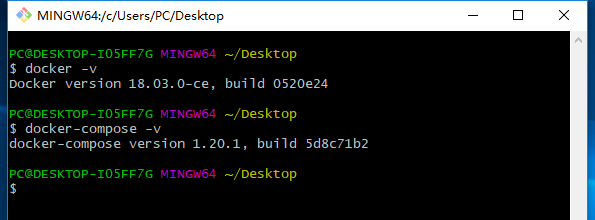 MINGW64:/c/Users/PC/Desktop
PC@DESKTOP-I05FF7G MINGW64 ~/Desktop
$ docker -v
Docker version 18.03.0-ce, build 0520e24
PC@DESKTOP-I05FF7G MINGW64 ~/Desktop
$ docker-compose -v
docker-compose version 1.20.1, build 5d8c71b2
PC@DESKTOP-I05FF7G MINGW64 ~/Desktop
$